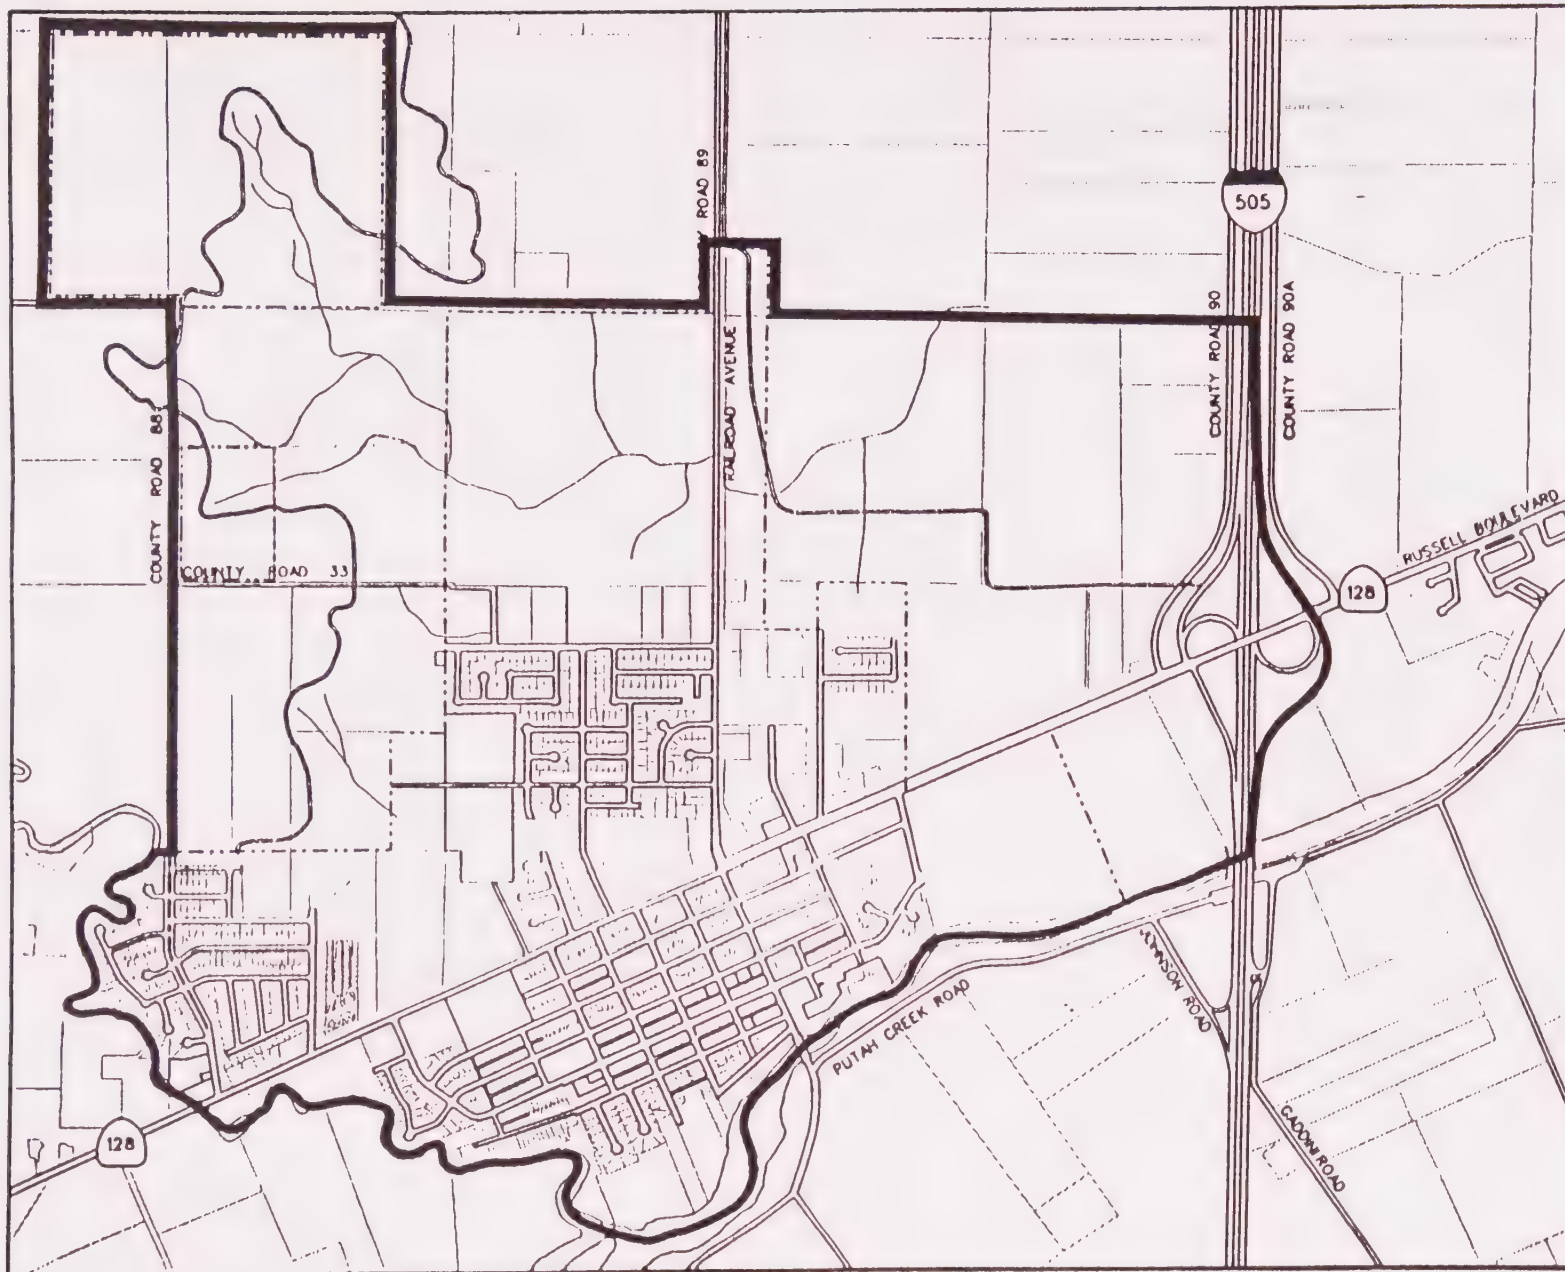 Y ROAD 89
505
COUNTY ROAD 90
COUNTY ROAD 90A
RAILROAD AVENUE
COUNTY ROAD 88
COUNTY ROAD 33
RUSSELL BOULEVARD
128
PUTAH CREEK ROAD
JOHNSON ROAD
GADDINI ROAD
128